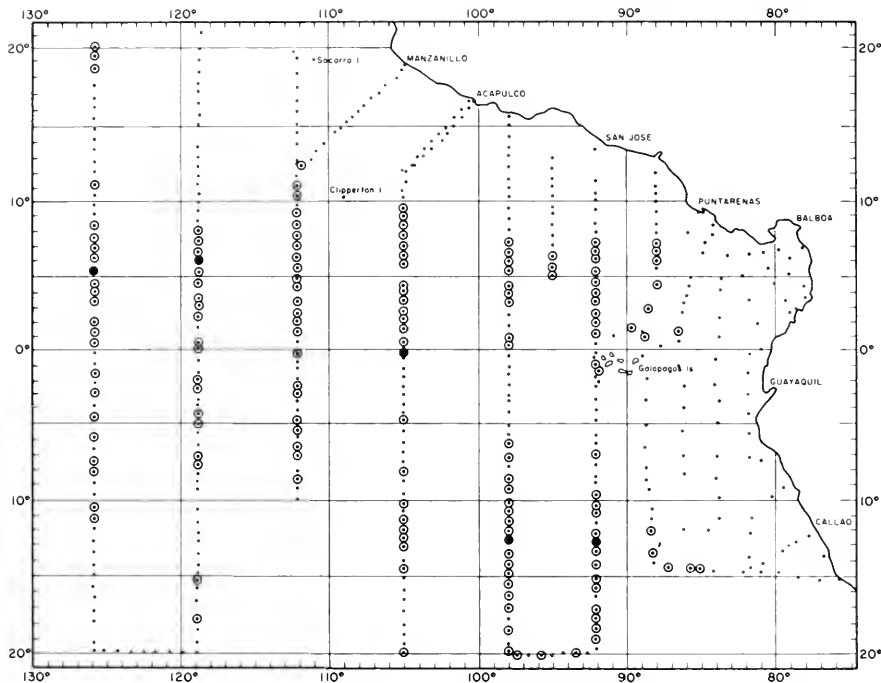 130° 120° 110° 100° 90° 80°
20° 20°
Socorro I
MANZANILLO
ACAPULCO
SAN JOSE
10° Clipperton I 10°
PUNTARENAS
BALBOA
0° 0°
Galapagos Is
GUAYAQUIL
10° 10°
CALLAO
20° 20°
130° 120° 110° 100° 90° 80°